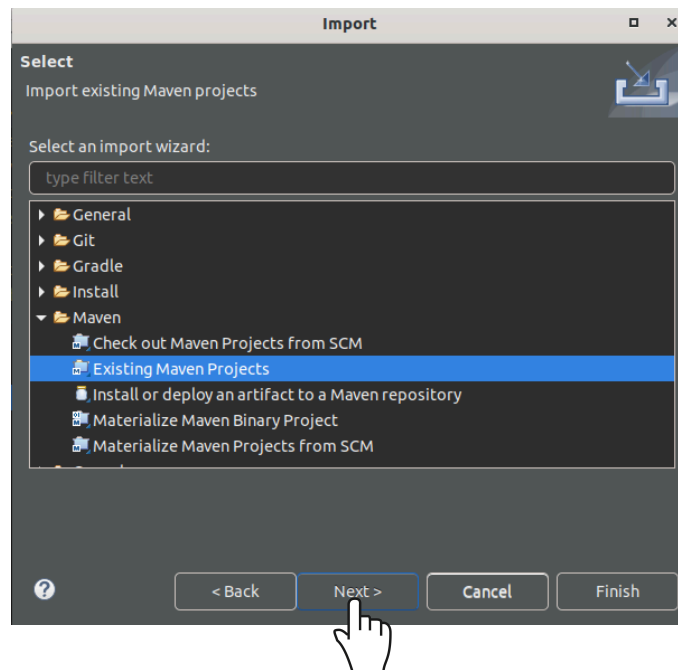 Import
Select
Import existing Maven projects
Select an import wizard:
type filter text
General
Git
Gradle
Install
Maven
Check out Maven Projects from SCM
Existing Maven Projects
Install or deploy an artifact to a Maven repository
Materialize Maven Binary Project
Materialize Maven Projects from SCM
< Back Next > Cancel Finish